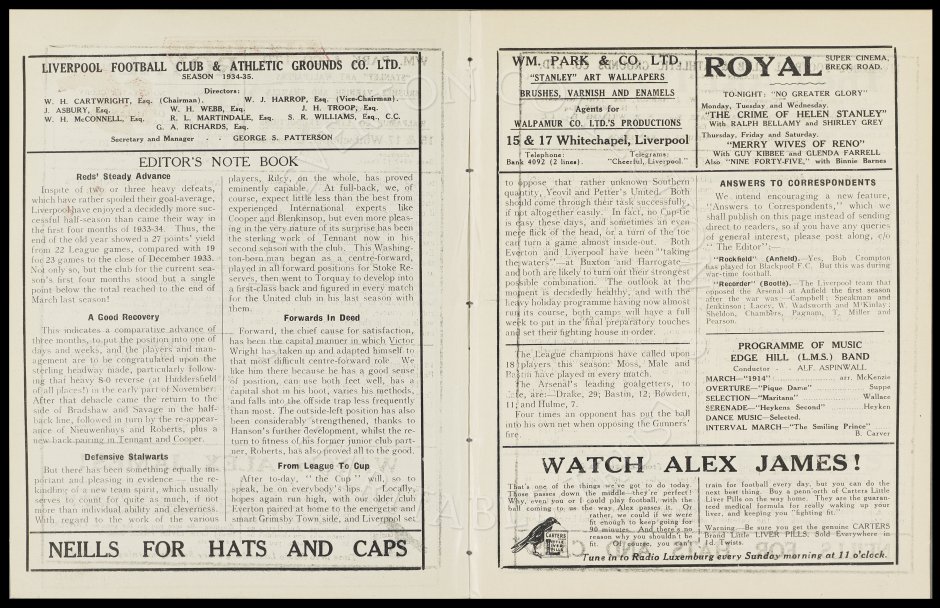 LIVERPOOL FOOTBALL CLUB & ATHLETIC GROUNDS CO. LTD.
SEASON 1934-35.
Directors:
W. H. CARTWRIGHT, Esq. (Chairman). W. J. HARROP, Esq. (Vice-Chairman).
J. ASBURY, Esq. W. H. WEBB, Esq. J. H. TROOP, Esq.
W. H. McCONNELL, Esq. R. L. MARTINDALE, Esq. S. R. WILLIAMS, Esq., C.C.
G. A. RICHARDS, Esq.
Secretary and Manager - - GEORGE S. PATTERSON
EDITOR'S NOTE BOOK
Reds' Steady Advance
Inspite of two or three heavy defeats,
which have rather spoiled their goal-average,
Liverpool have enjoyed a decidedly more suc-
cessful half-season than came their way in
the first four months of 1933-34. Thus, the
end of the old year showed a 27 points' yield
from 22 League games, compared with 19
for 23 games to the close of December 1933.
Not only so, but the club for the current sea-
son's first four months stood but a single
point below the total reached to the end of
March last season!
A Good Recovery
This indicates a comparative advance of
three months, to put the position into one of
days and weeks, and the players and man-
agement are to be congratulated upon the
sterling headway made, particularly follow-
ing that heavy 8-0 reverse (at Huddersfield
of all places!) in the early part of November.
After that debacle came the return to the
side of Bradshaw and Savage in the half-
back line, followed in turn by the re-appear-
ance of Nieuwenhuys and Roberts, plus a
new back pairing in Tennant and Cooper.
Defensive Stalwarts
But there has been something equally im-
portant and pleasing in evidence — the re-
kindling of a new team spirit, which usually
serves to count for quite as much, if not
more than individual ability and cleverness.
With regard to the work of the various
players, Riley, on the whole, has proved
eminently capable. At full-back, we, of
course, expect little less than the best from
experienced International experts like
Cooper and Blenkinsop, but even more pleas-
ing in the very nature of its surprise has been
the sterling work of Tennant now in his
second season with the club. This Washing-
ton-born man began as a centre-forward,
played in all forward positions for Stoke Re-
serves, then went to Torquay to develop into
a first-class back and figured in every match
for the United club in his last season with
them.
Forwards In Deed
Forward, the chief cause for satisfaction,
has been the capital manner in which Victor
Wright has taken up and adapted himself to
that most difficult centre-forward role. We
like him there because he has a good sense
of position, can use both feet well, has a
capital shot in his boot, varies his methods,
and falls into the offside trap less frequently
than most. The outside-left position has also
been considerably strengthened, thanks to
Hanson's further development, whilst the re-
turn to fitness of his former junior club part-
ner, Roberts, has also proved all to the good.
From League To Cup
After to-day, "the Cup" will, so to
speak, be on everybody's lips. Locally,
hopes again run high, with our older club
Everton paired at home to the energetic and
smart Grimsby Town side, and Liverpool set
NEILLS FOR HATS AND CAPS
WM. PARK & CO. LTD.
"STANLEY" ART WALLPAPERS
BRUSHES, VARNISH AND ENAMELS
Agents for
WALPAMUR CO. LTD.'S PRODUCTIONS
15 & 17 Whitechapel, Liverpool
Telephone: Telegrams:
Bank 4092 (2 lines). "Cheerful, Liverpool."
ROYAL SUPER CINEMA,
BRECK ROAD.
TO-NIGHT: "NO GREATER GLORY"
Monday, Tuesday and Wednesday.
"THE CRIME OF HELEN STANLEY"
With RALPH BELLAMY and SHIRLEY GREY
Thursday, Friday and Saturday.
"MERRY WIVES OF RENO"
With GUY KIBBEE and GLENDA FARRELL
Also "NINE FORTY-FIVE," with Binnie Barnes
to oppose that rather unknown Southern
quantity, Yeovil and Petter's United. Both
should come through their task successfully,
if not altogether easily. In fact, no Cup-tie
is easy these days, and sometimes an even
mere flick of the head, or a turn of the toe
can turn a game almost inside-out. Both
Everton and Liverpool have been "taking
the waters"—at Buxton and Harrogate—
and both are likely to turn out their strongest
possible combination. The outlook at the
moment is decidedly healthy, and with the
heavy holiday programme having now almost
run its course, both camps will have a full
week to put in the final preparatory touches
and set their fighting house in order.
The League champions have called upon
18 players this season: Moss, Male and
Bastin have played in every match.
The Arsenal's leading goalgetters, to
date, are:—Drake, 29; Bastin, 12; Bowden,
11; and Hulme, 7.
Four times an opponent has put the ball
into his own net when opposing the Gunners'
fire.
ANSWERS TO CORRESPONDENTS
We intend encouraging a new feature,
"Answers to Correspondents," which we
shall publish on this page instead of sending
direct to readers, so if you have any queries
of general interest, please post along, c/o
"The Editor":—
"Rockfield" (Anfield).—Yes, Bob Crompton
has played for Blackpool F.C. But this was during
war-time football.
"Recorder" (Bootle).—The Liverpool team that
opposed the Arsenal at Anfield the first season
after the war was—Campbell; Speakman and
Jenkinson; Lacey, W. Wadsworth and McKinlay;
Sheldon, Chambers, Pagnam, T. Miller and
Pearson.
PROGRAMME OF MUSIC
EDGE HILL (L.M.S.) BAND
Conductor - - ALF. ASPINWALL
MARCH—"1914" - - arr. McKenzie
OVERTURE—"Pique Dame" - Suppe
SELECTION—"Maritana" - Wallace
SERENADE—"Heykens Second" - Heyken
DANCE MUSIC—Selected.
INTERVAL MARCH—"The Smiling Prince"
B. Carver
WATCH ALEX JAMES!
That's one of the things we've got to do today.
Those passes down the middle—they're perfect!
Why, even you or I could play football, with the
ball coming to us the way Alex passes it. Or
rather, we could if we were
fit enough to keep going for
90 minutes. And there's no
reason why you shouldn't be
fit. Of course, you can't
train for football every day, but you can do the
next best thing. Buy a pennorth of Carters Little
Liver Pills on the way home. They are the guaran-
teed medical formula for really waking up your
liver, and keeping you "fighting fit."
Warning—Be sure you get the genuine CARTERS
Brand Little LIVER PILLS. Sold Everywhere in
1d. Twists.
CARTERS
LITTLE
LIVER
PILLS
Tune in to Radio Luxemburg every Sunday morning at 11 o'clock.